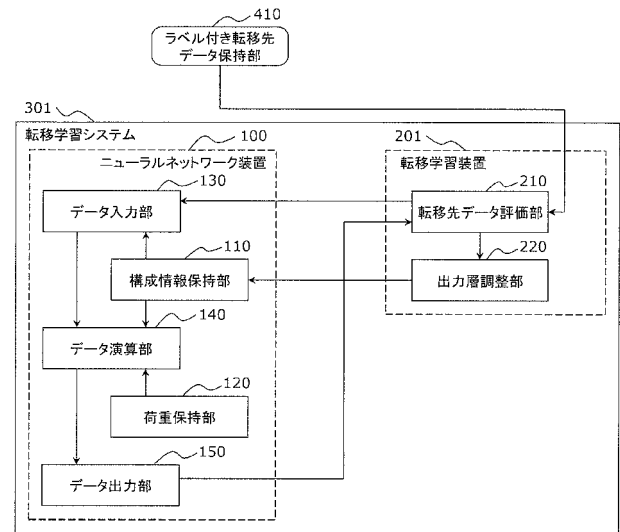 410
ラベル付き転移先
データ保持部
301
転移学習システム
100
ニューラルネットワーク装置
130
データ入力部
110
構成情報保持部
140
データ演算部
120
荷重保持部
150
データ出力部
201
転移学習装置
210
転移先データ評価部
220
出力層調整部